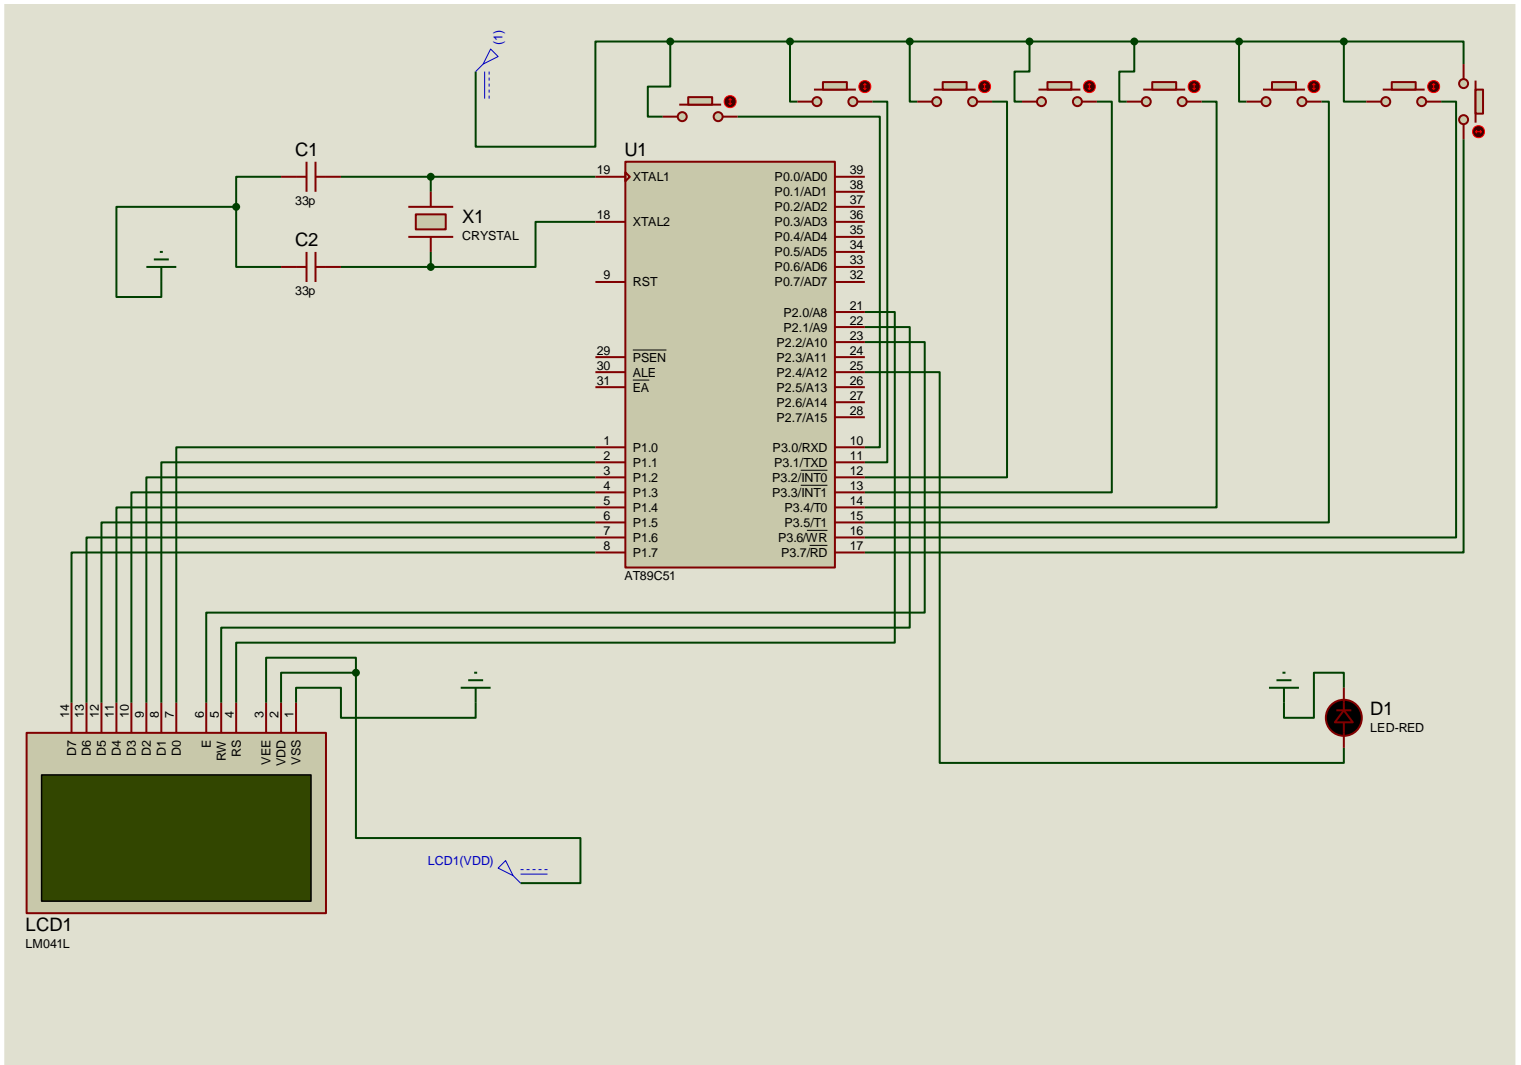 (1)
C1
33p
C2
33p
X1
CRYSTAL
U1
19 XTAL1
18 XTAL2
9 RST
29 PSEN
30 ALE
31 EA
1 P1.0
2 P1.1
3 P1.2
4 P1.3
5 P1.4
6 P1.5
7 P1.6
8 P1.7
P0.0/AD0 39
P0.1/AD1 38
P0.2/AD2 37
P0.3/AD3 36
P0.4/AD4 35
P0.5/AD5 34
P0.6/AD6 33
P0.7/AD7 32
P2.0/A8 21
P2.1/A9 22
P2.2/A10 23
P2.3/A11 24
P2.4/A12 25
P2.5/A13 26
P2.6/A14 27
P2.7/A15 28
P3.0/RXD 10
P3.1/TXD 11
P3.2/INT0 12
P3.3/INT1 13
P3.4/T0 14
P3.5/T1 15
P3.6/WR 16
P3.7/RD 17
AT89C51
14 D7
13 D6
12 D5
11 D4
10 D3
9 D2
8 D1
7 D0
6 E
5 RW
4 RS
3 VEE
2 VDD
1 VSS
LCD1
LM041L
LCD1(VDD)
D1
LED-RED